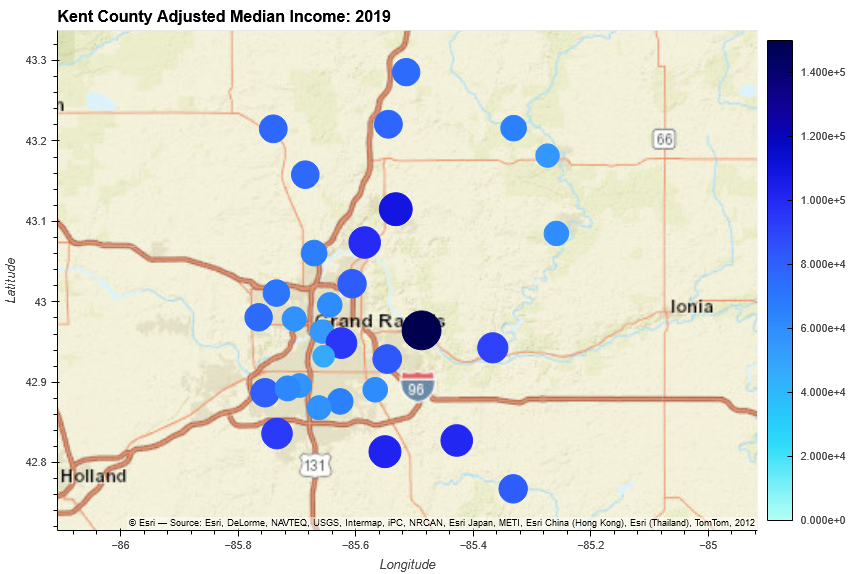 Kent County Adjusted Median Income: 2019
43.3
43.2
43.1
43
42.9
42.8
Latitude
66
Grand Ra s
Ionia
96
131
Holland
© Esri — Source: Esri, DeLorme, NAVTEQ, USGS, Intermap, iPC, NRCAN, Esri Japan, METI, Esri China (Hong Kong), Esri (Thailand), TomTom, 2012
−86
−85.8
−85.6
−85.4
−85.2
−85
Longitude
1.400e+5
1.200e+5
1.000e+5
8.000e+4
6.000e+4
4.000e+4
2.000e+4
0.000e+0